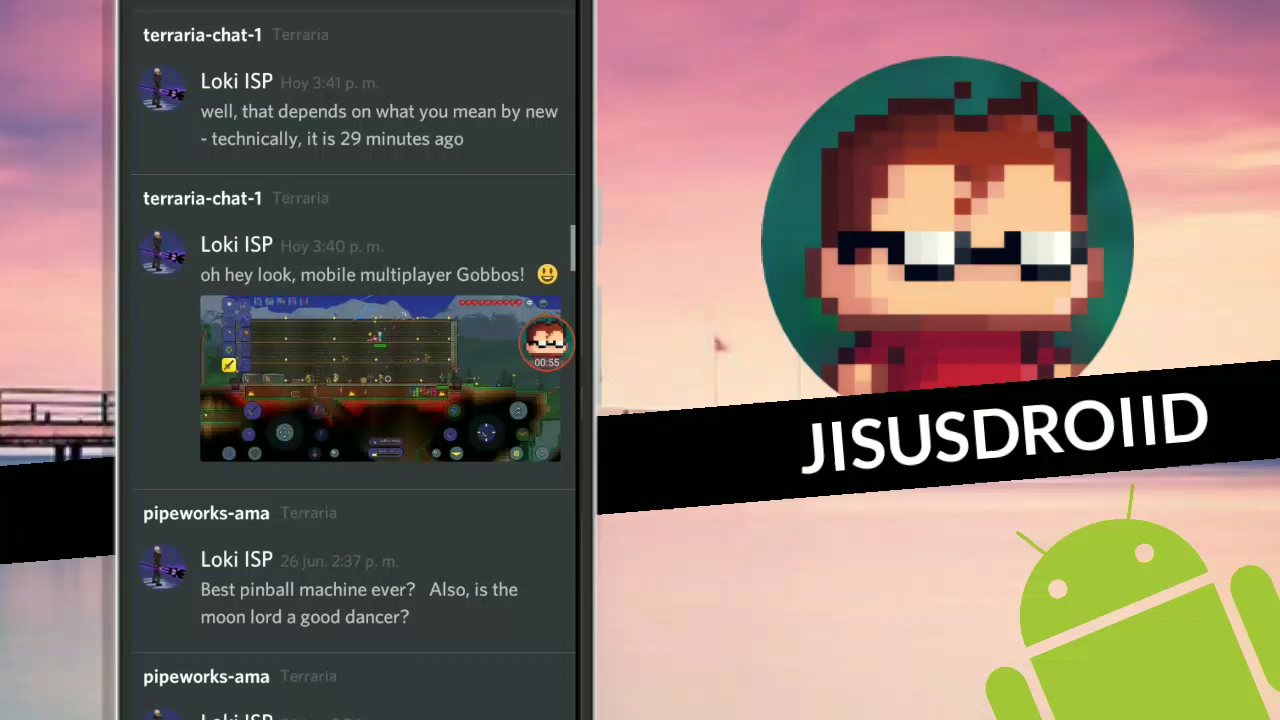 terraria-chat-1 Terraria
Loki ISP Hoy 3:41 p. m.
well, that depends on what you mean by new
- technically, it is 29 minutes ago
terraria-chat-1 Terraria
Loki ISP Hoy 3:40 p. m.
oh hey look, mobile multiplayer Gobbos! 😃
00:55
pipeworks-ama Terraria
Loki ISP 26 jun. 2:37 p. m.
Best pinball machine ever? Also, is the
moon lord a good dancer?
pipeworks-ama Terraria
Loki ISP
JISUSDROIID